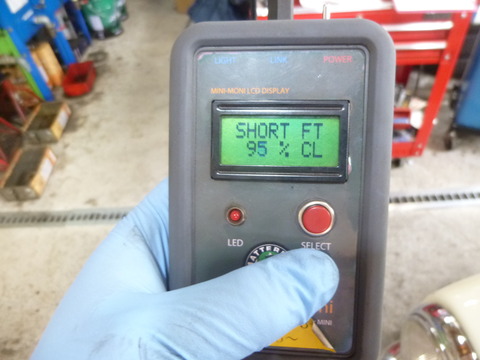 LIGHT LINK POWER
MINI-MONI LCD DISPLAY
SHORT FT
95 % CL
LED SELECT
MINI